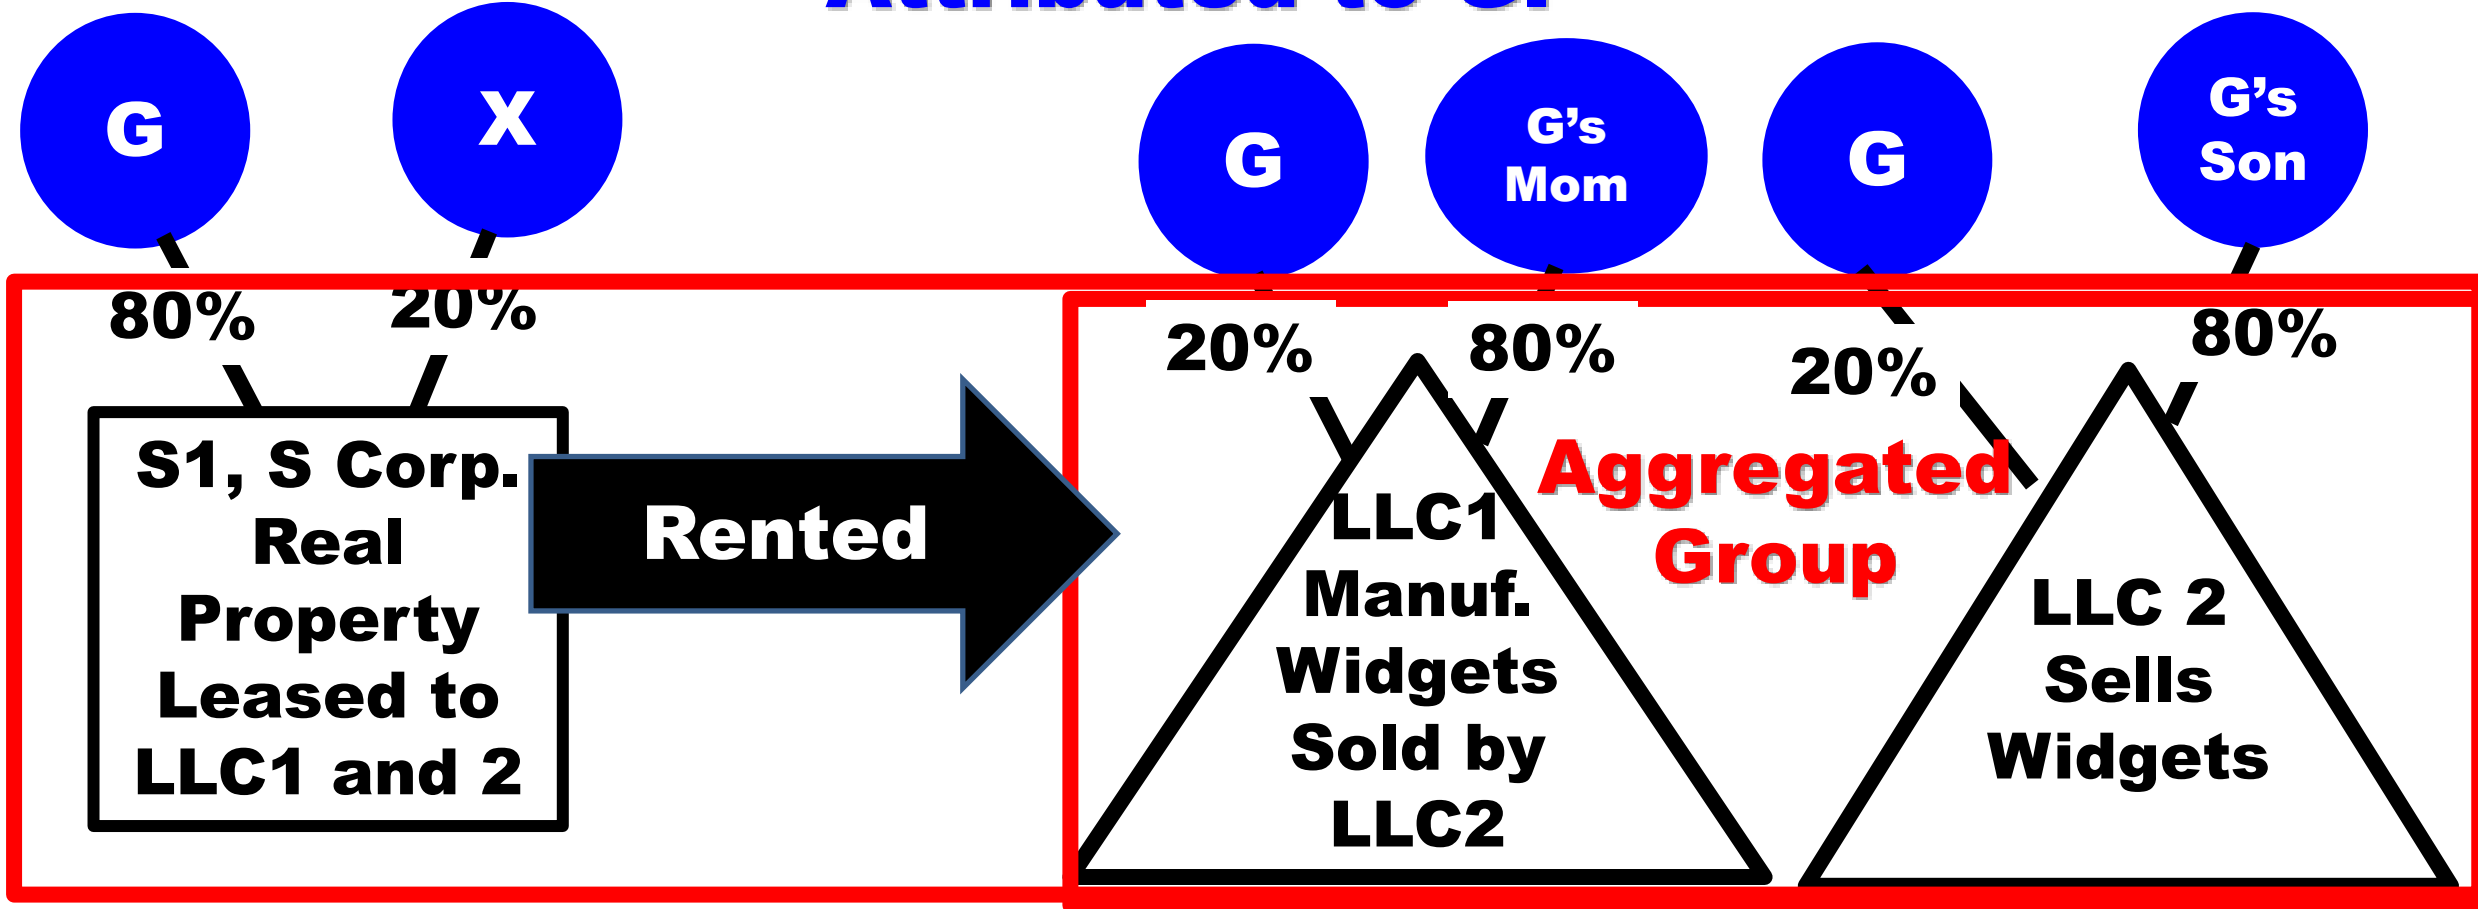 G
X
G
G's
Mom
G
G's
Son
80%
20%
20%
80%
20%
80%
S1, S Corp.
Real
Property
Leased to
LLC1 and 2
Rented
LLC1
Manuf.
Widgets
Sold by
LLC2
Aggregated
Group
LLC 2
Sells
Widgets